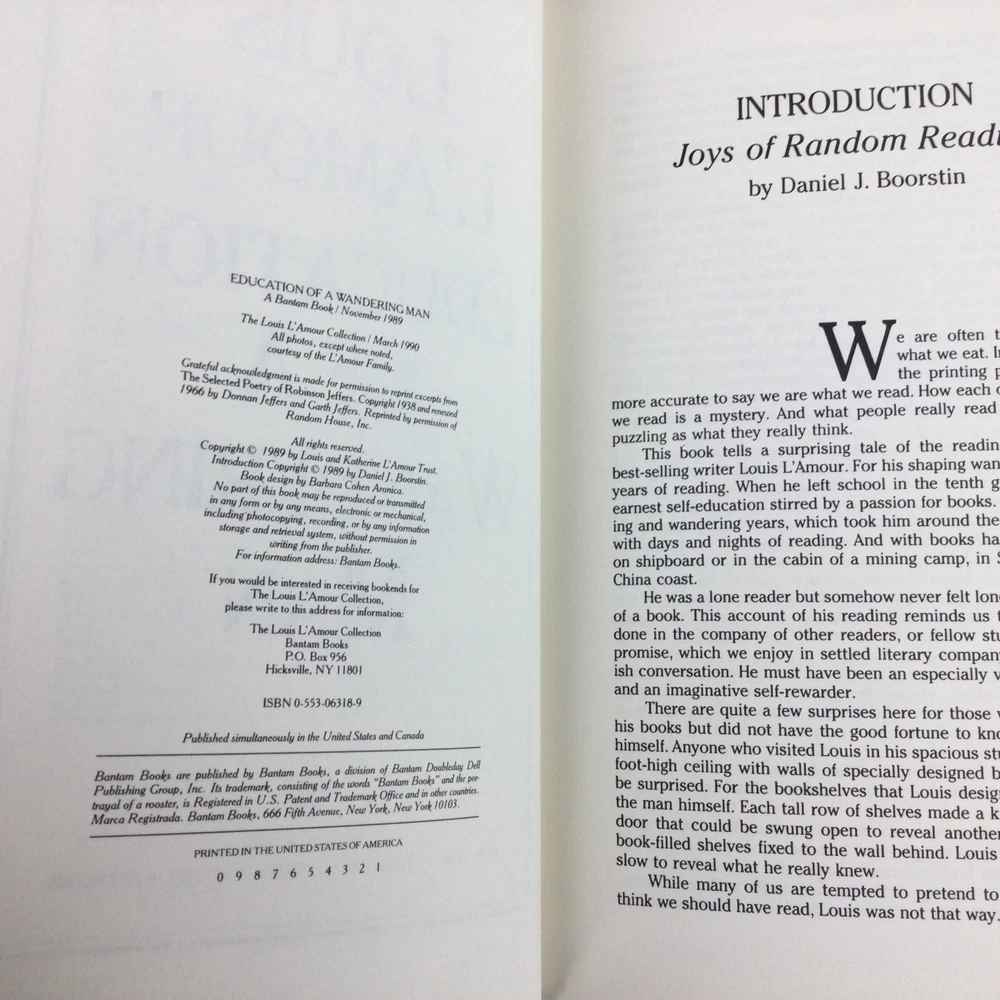 EDUCATION OF A WANDERING MAN
A Bantam Book / November 1989
The Louis L'Amour Collection / March 1990
All photos, except where noted,
courtesy of the L'Amour Family.
Grateful acknowledgment is made for permission to reprint excerpts from
The Selected Poetry of Robinson Jeffers. Copyright 1938 and renewed
1966 by Donnan Jeffers and Garth Jeffers. Reprinted by permission of
Random House, Inc.
All rights reserved.
Copyright © 1989 by Louis and Katherine L'Amour Trust.
Introduction Copyright © 1989 by Daniel J. Boorstin.
Book design by Barbara Cohen Aronica.
No part of this book may be reproduced or transmitted
in any form or by any means, electronic or mechanical,
including photocopying, recording, or by any information
storage and retrieval system, without permission in
writing from the publisher.
For information address: Bantam Books.
If you would be interested in receiving bookends for
The Louis L'Amour Collection,
please write to this address for information:
The Louis L'Amour Collection
Bantam Books
P.O. Box 956
Hicksville, NY 11801
ISBN 0-553-06318-9
Published simultaneously in the United States and Canada
Bantam Books are published by Bantam Books, a division of Bantam Doubleday Dell
Publishing Group, Inc. Its trademark, consisting of the words "Bantam Books" and the por-
trayal of a rooster, is Registered in U.S. Patent and Trademark Office and in other countries.
Marca Registrada. Bantam Books, 666 Fifth Avenue, New York, New York 10103.
PRINTED IN THE UNITED STATES OF AMERICA
0 9 8 7 6 5 4 3 2 1
INTRODUCTION
Joys of Random
by Daniel J. Boorstin
We are often
what we eat.
the printing
more accurate to say we are what we read. How each
we read is a mystery. And what people really read
puzzling as what they really think.
This book tells a surprising tale of the
best-selling writer Louis L'Amour. For his shaping
years of reading. When he left school in the tenth
earnest self-education stirred by a passion for books.
ing and wandering years, which took him around the
with days and nights of reading. And with books
on shipboard or in the cabin of a mining camp, in
China coast.
He was a lone reader but somehow never felt
of a book. This account of his reading reminds us
done in the company of other readers, or fellow
promise, which we enjoy in settled literary
ish conversation. He must have been an especially
and an imaginative self-rewarder.
There are quite a few surprises here for those
his books but did not have the good fortune to
himself. Anyone who visited Louis in his spacious
foot-high ceiling with walls of specially designed
be surprised. For the bookshelves that Louis
the man himself. Each tall row of shelves made a
door that could be swung open to reveal another
book-filled shelves fixed to the wall behind. Louis
slow to reveal what he really knew.
While many of us are tempted to pretend to
think we should have read, Louis was not that way.